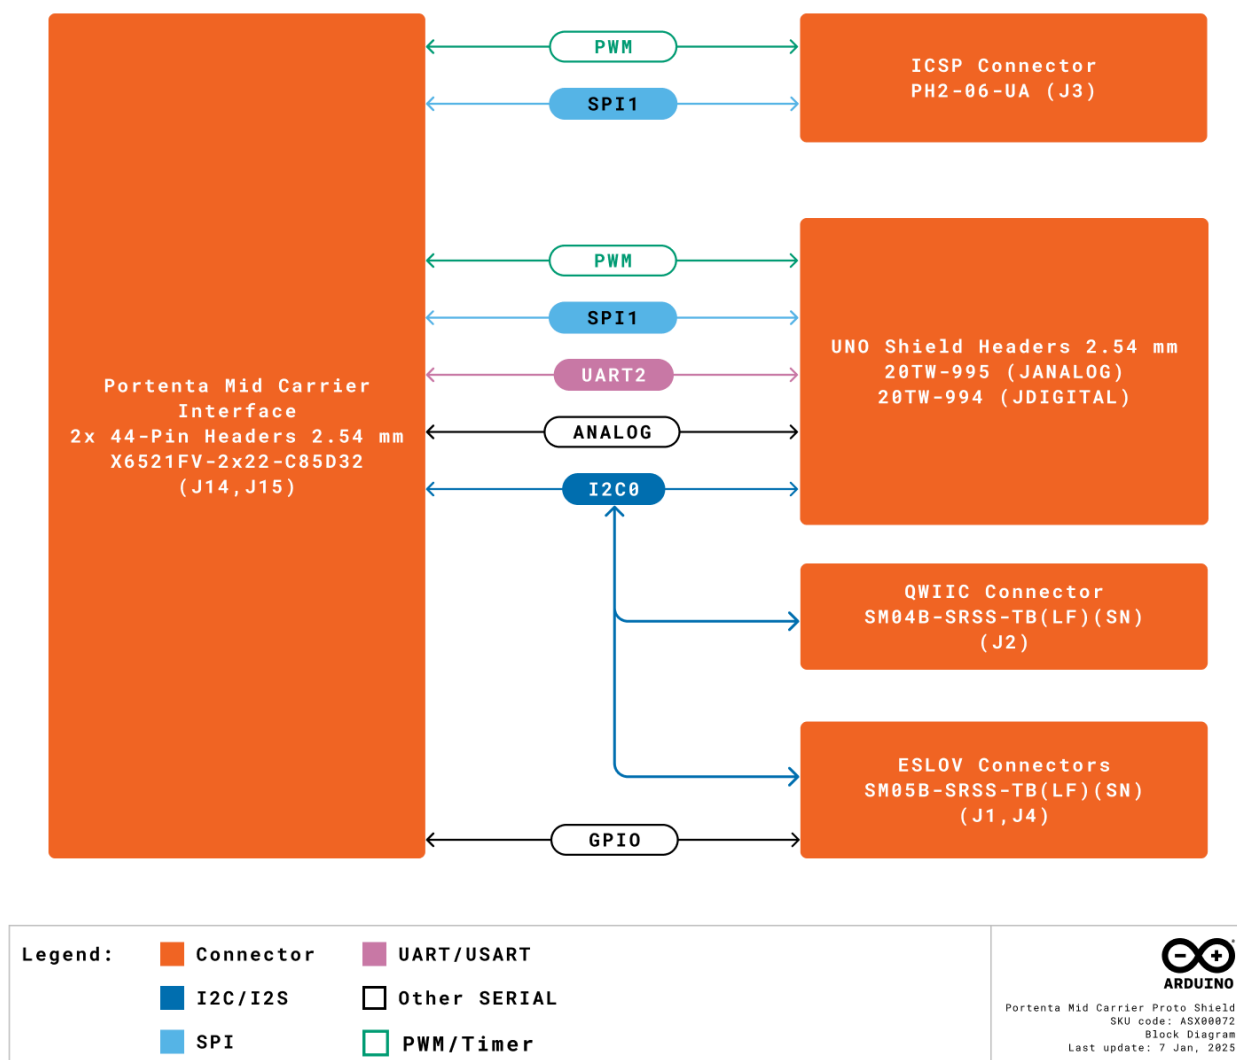 PWM
SPI1
ICSP Connector
PH2-06-UA (J3)
Portenta Mid Carrier
Interface
2x 44-Pin Headers 2.54 mm
X6521FV-2x22-C85D32
(J14,J15)
PWM
SPI1
UART2
ANALOG
I2C0
UNO Shield Headers 2.54 mm
20TW-995 (JANALOG)
20TW-994 (JDIGITAL)
QWIIC Connector
SM04B-SRSS-TB(LF)(SN)
(J2)
ESLOV Connectors
SM05B-SRSS-TB(LF)(SN)
(J1,J4)
GPIO
Legend:
Connector
I2C/I2S
SPI
UART/USART
Other SERIAL
PWM/Timer
ARDUINO
Portenta Mid Carrier Proto Shield
SKU code: ASX00072
Block Diagram
Last update: 7 Jan, 2025